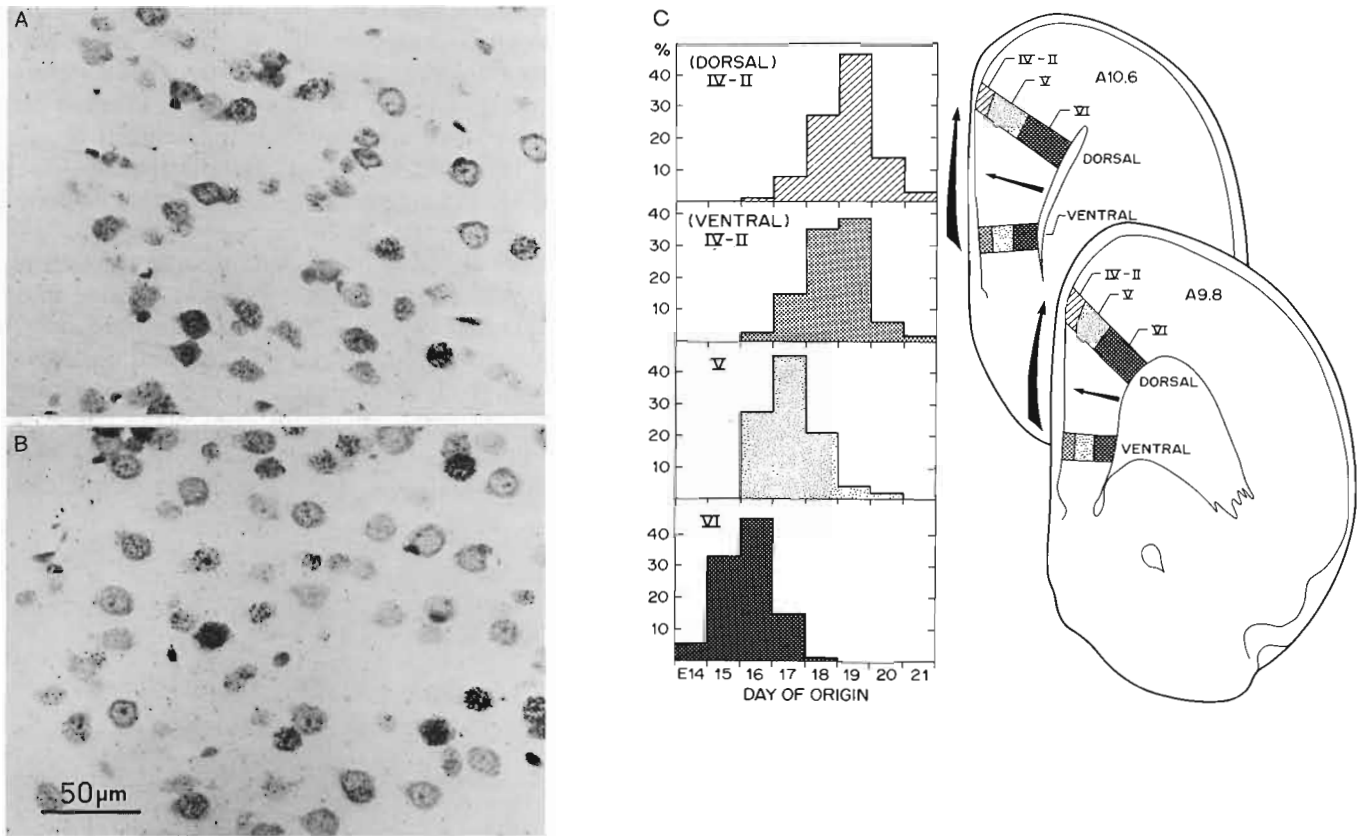 A
B
50 µm
C
%
(DORSAL)
IV-II
40
30
20
10
(VENTRAL)
IV-II
40
30
20
10
V
40
30
20
10
VI
40
30
20
10
E14 15 16 17 18 19 20 21
DAY OF ORIGIN
IV-II
V
A10.6
VI
DORSAL
VENTRAL
IV-II
V
A9.8
VI
DORSAL
VENTRAL